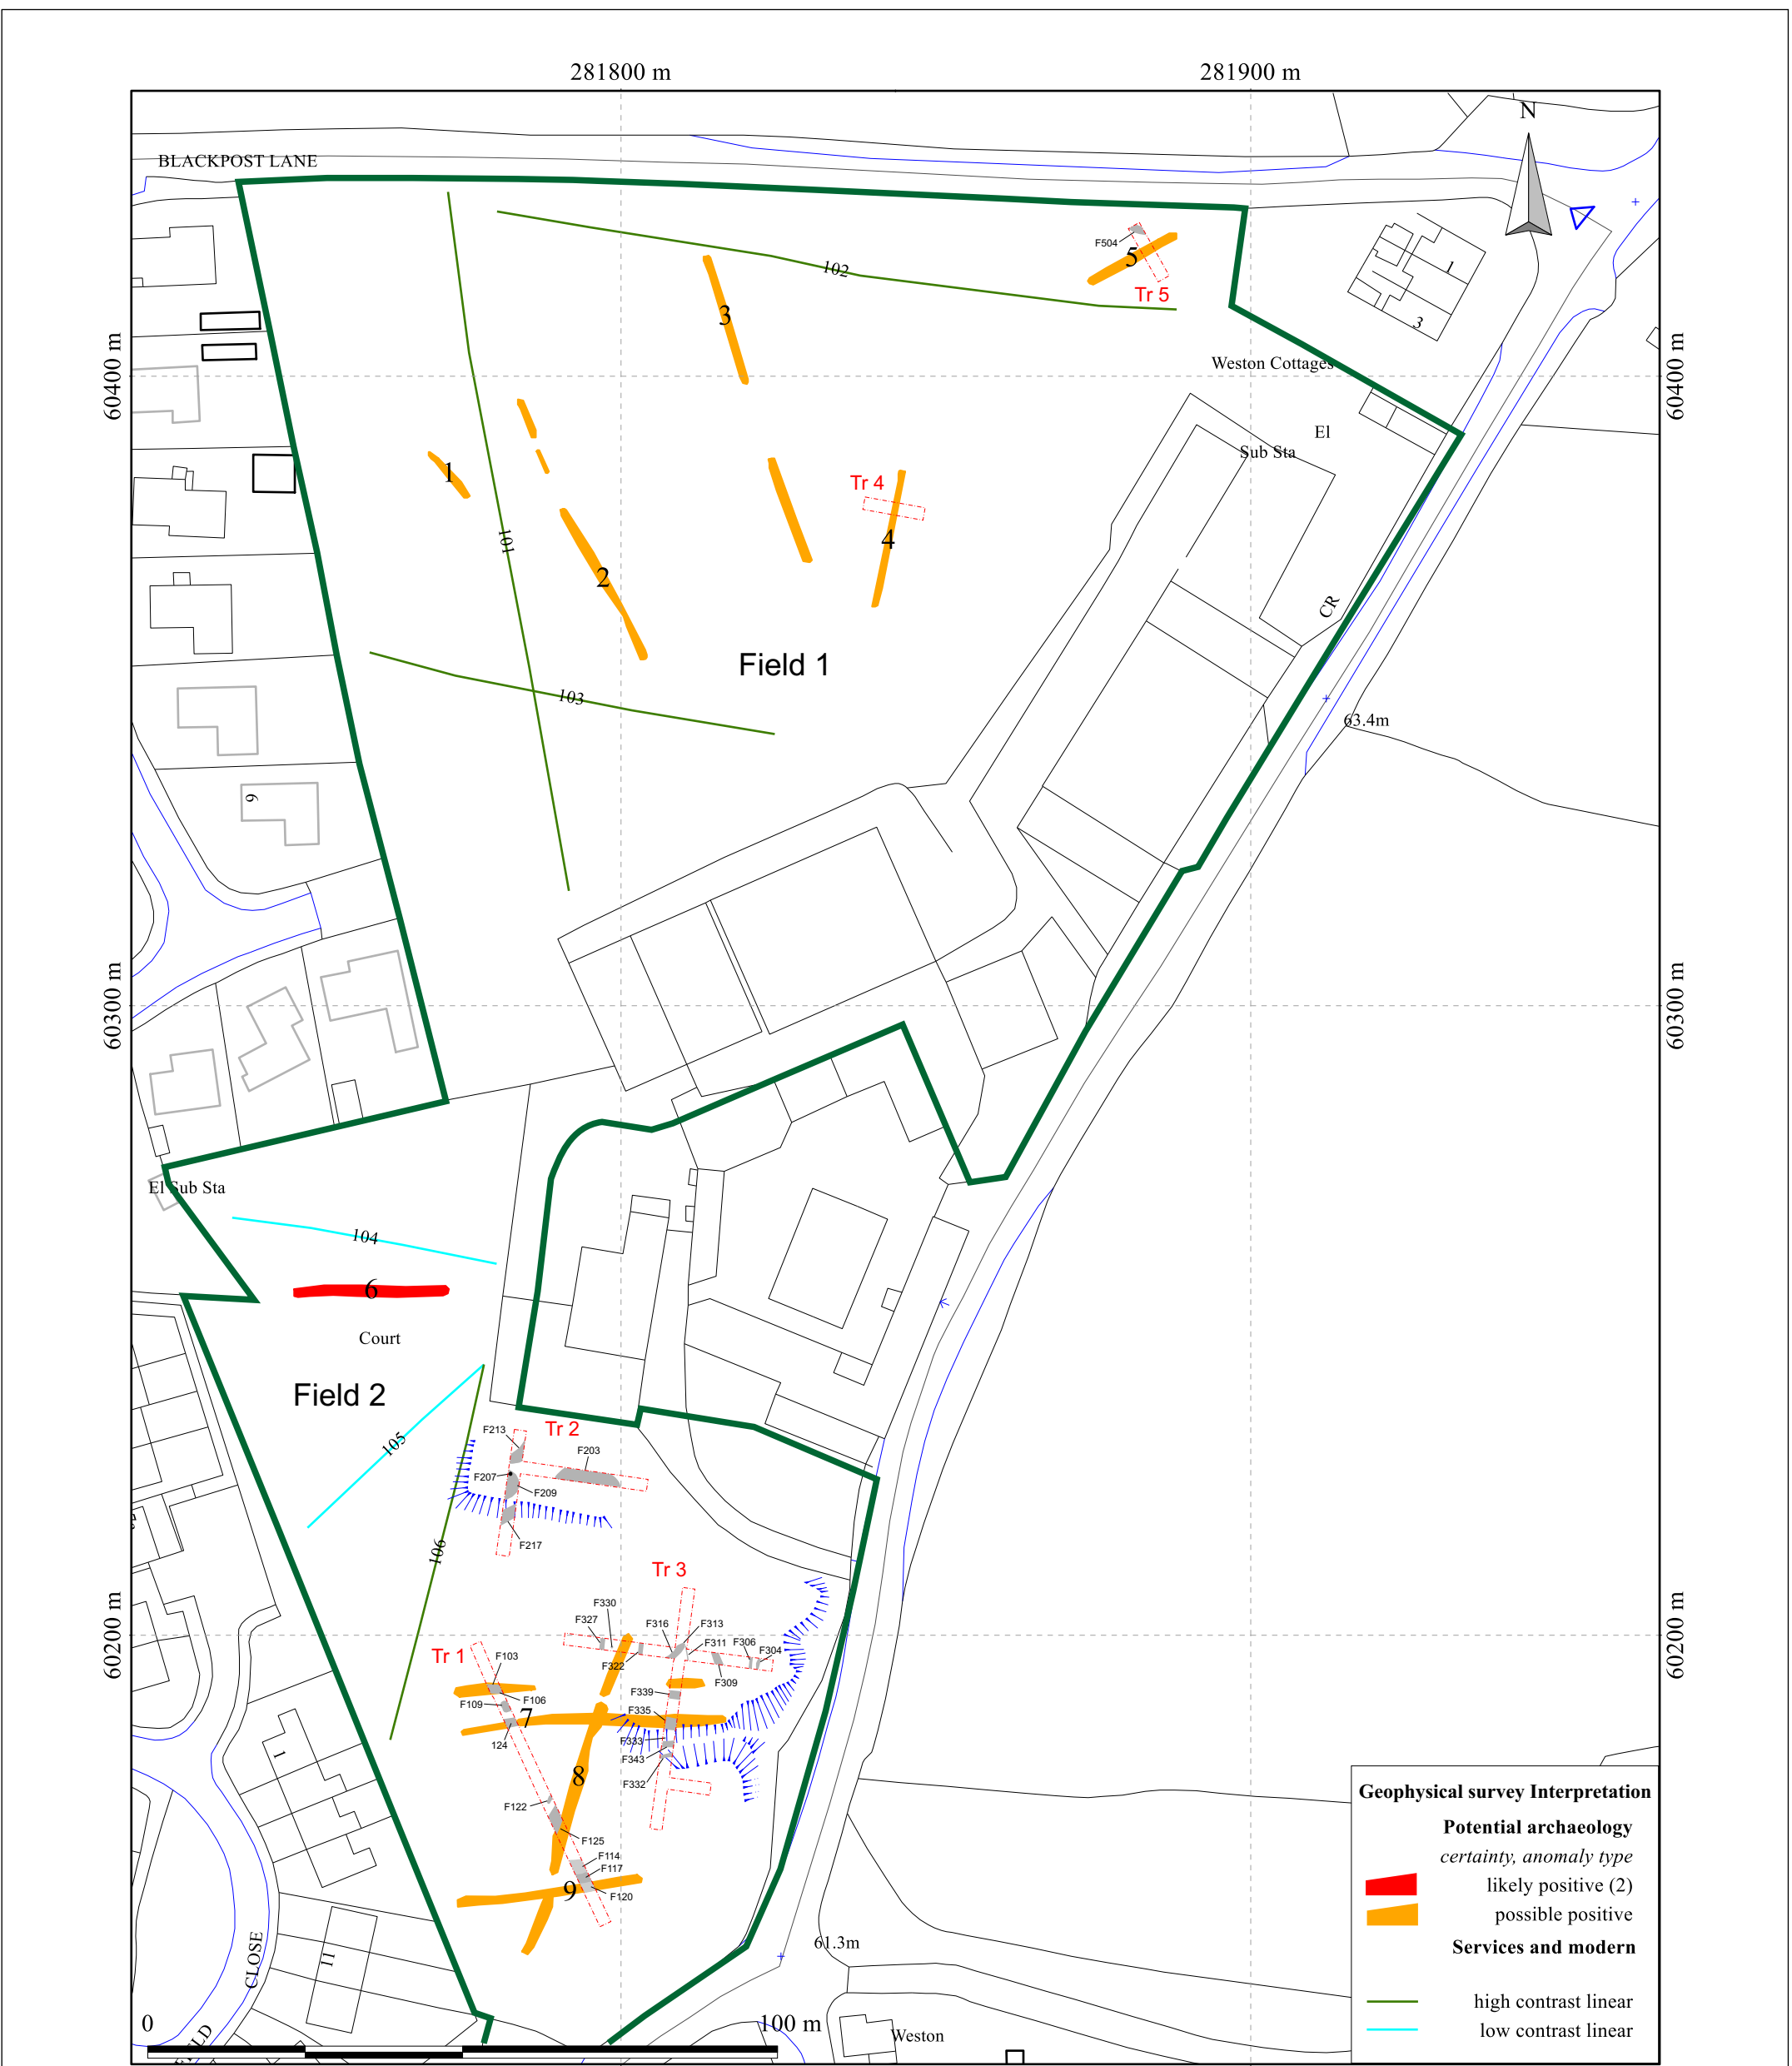 281800 m
281900 m
N
BLACKPOST LANE
F504
5
Tr 5
102
3
1
3
60400 m
60400 m
Weston Cottages
El
Sub Sta
1
Tr 4
101
4
2
CR
Field 1
103
63.4m
9
60300 m
60300 m
El Sub Sta
104
6
Court
Field 2
105
F213
Tr 2
F203
F207
F209
F217
106
Tr 3
60200 m
60200 m
F330
F327
F316
F313
F311
F306
F304
F322
F309
Tr 1
F103
F106
F109
7
124
F339
F335
F333
F343
F332
8
F122
F125
F114
F117
9
F120
1
11
CLOSE
61.3m
Weston
0
100 m
Geophysical survey Interpretation
Potential archaeology
certainty, anomaly type
likely positive (2)
possible positive
Services and modern
high contrast linear
low contrast linear